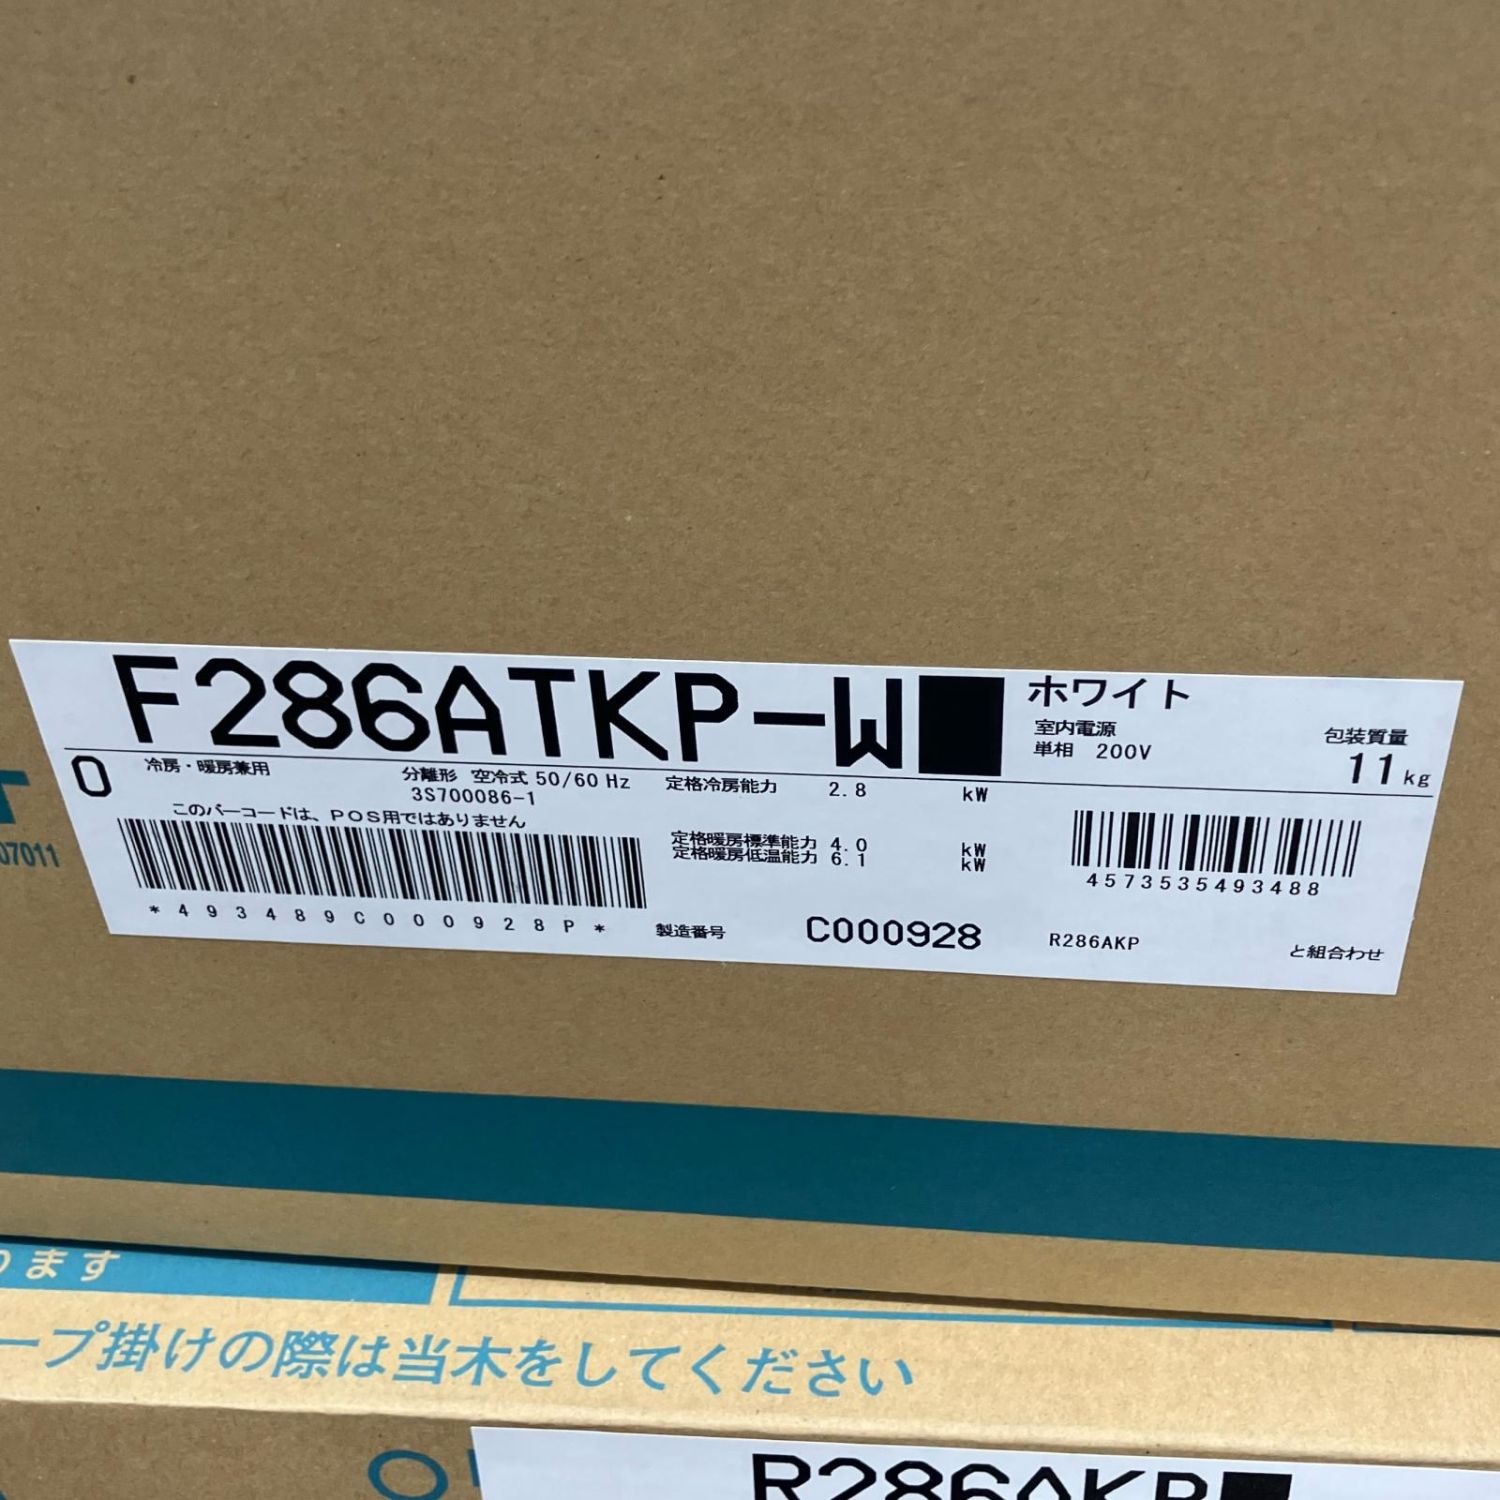 F286ATKP-W■
ホワイト
室内電源
単相 200V
包装質量
11kg
0
冷房・暖房兼用
分離形 空冷式 50/60 Hz
3S700086-1
定格冷房能力 2.8 kW
このバーコードは、POS用ではありません
定格暖房標準能力 4.0 kW
定格暖房低温能力 6.1 kW
*493489C000928P*
4573535493488
製造番号 C000928
R286AKP と組合わせ
07011
ります
ープ掛けの際は当木をしてください
R286AKP■